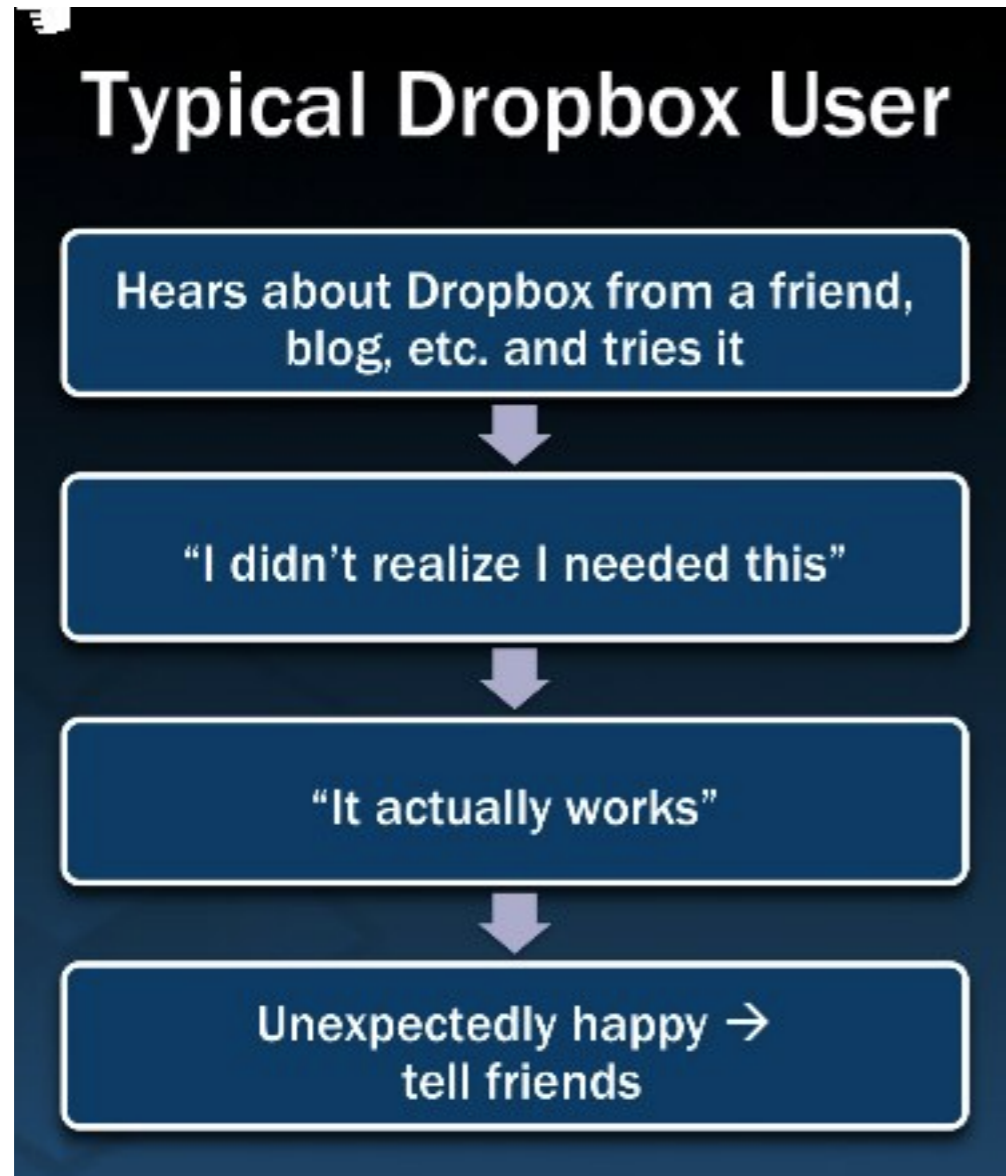 Typical Dropbox User
Hears about Dropbox from a friend,
blog, etc. and tries it
“I didn’t realize I needed this”
“It actually works”
Unexpectedly happy →
tell friends